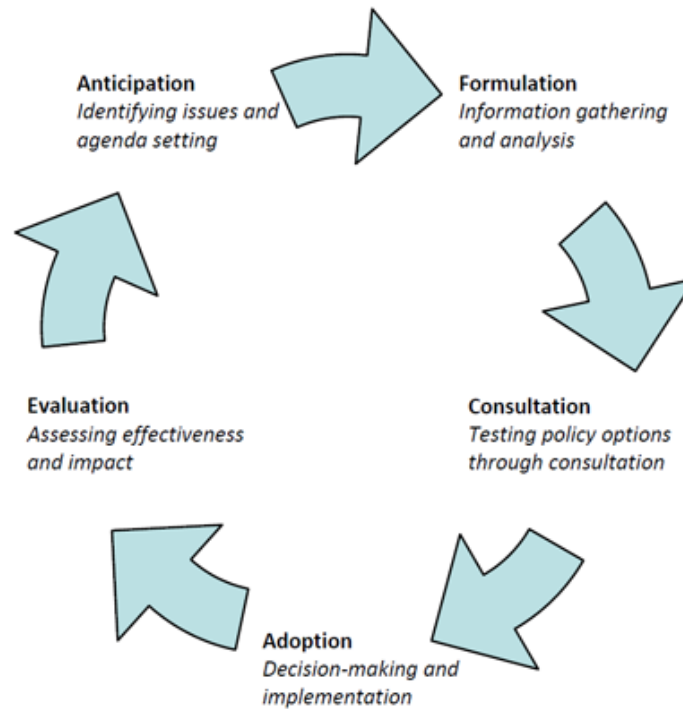 Anticipation
Identifying issues and
agenda setting
Formulation
Information gathering
and analysis
Consultation
Testing policy options
through consultation
Adoption
Decision-making and
implementation
Evaluation
Assessing effectiveness
and impact